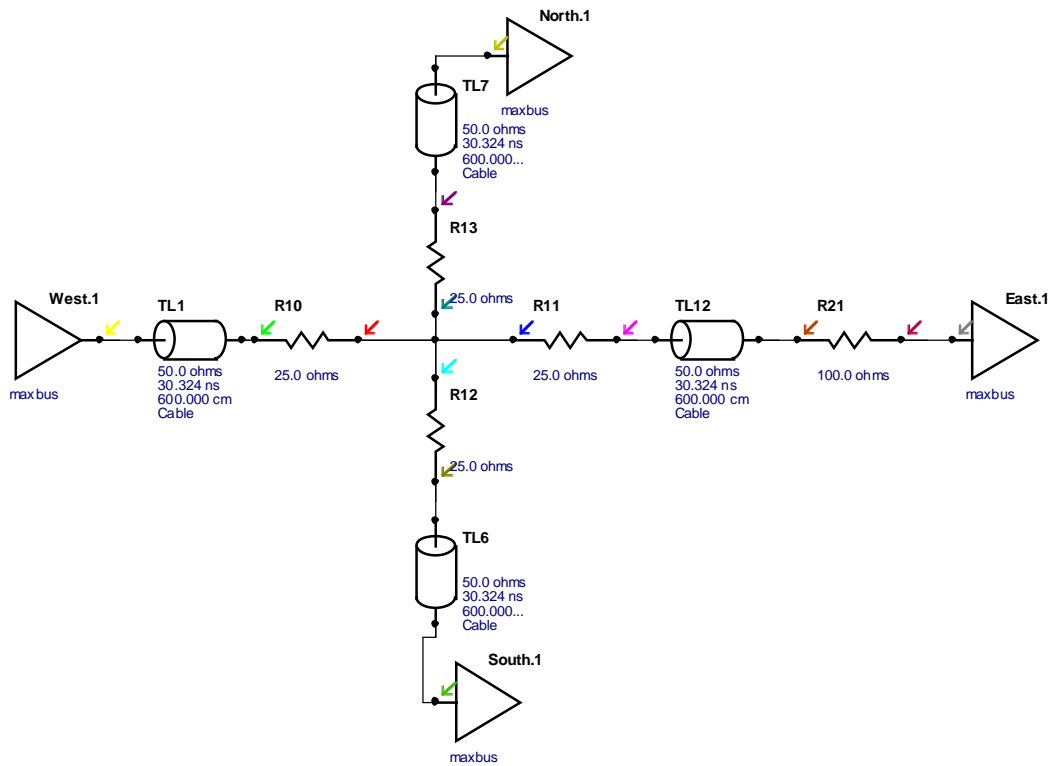 North.1
maxbus
TL7
50.0 ohms
30.324 ns
600.000...
Cable
R13
25.0 ohms
West.1
maxbus
TL1
50.0 ohms
30.324 ns
600.000 cm
Cable
R10
25.0 ohms
R11
25.0 ohms
TL12
50.0 ohms
30.324 ns
600.000 cm
Cable
R21
100.0 ohms
East.1
maxbus
R12
25.0 ohms
TL6
50.0 ohms
30.324 ns
600.000...
Cable
South.1
maxbus